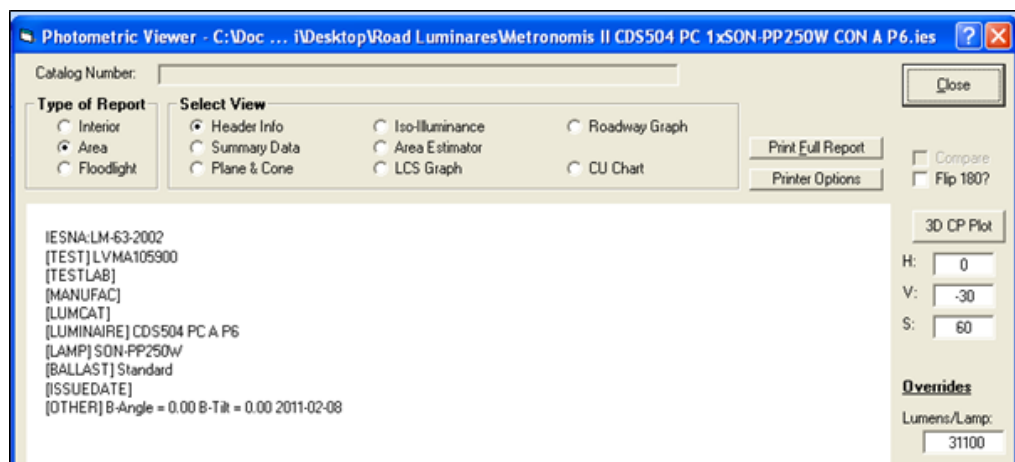 Photometric Viewer - C:\Doc ... i\Desktop\Road Luminares\Metronomis II CDS504 PC 1xSON-PP250W CON A P6.ies
Catalog Number:
Close
Type of Report
Select View
Interior
Header Info
Iso-Illuminance
Roadway Graph
Area
Summary Data
Area Estimator
Print Full Report
Compare
Floodlight
Plane & Cone
LCS Graph
CU Chart
Printer Options
Flip 180?
IESNA:LM-63-2002
[TEST] LVMA105900
[TESTLAB]
[MANUFAC]
[LUMCAT]
[LUMINAIRE] CDS504 PC A P6
[LAMP] SON-PP250W
[BALLAST] Standard
[ISSUEDATE]
[OTHER] B-Angle = 0.00 B-Tilt = 0.00 2011-02-08
3D CP Plot
H: 0
V: -30
S: 60
Overrides
Lumens/Lamp:
31100